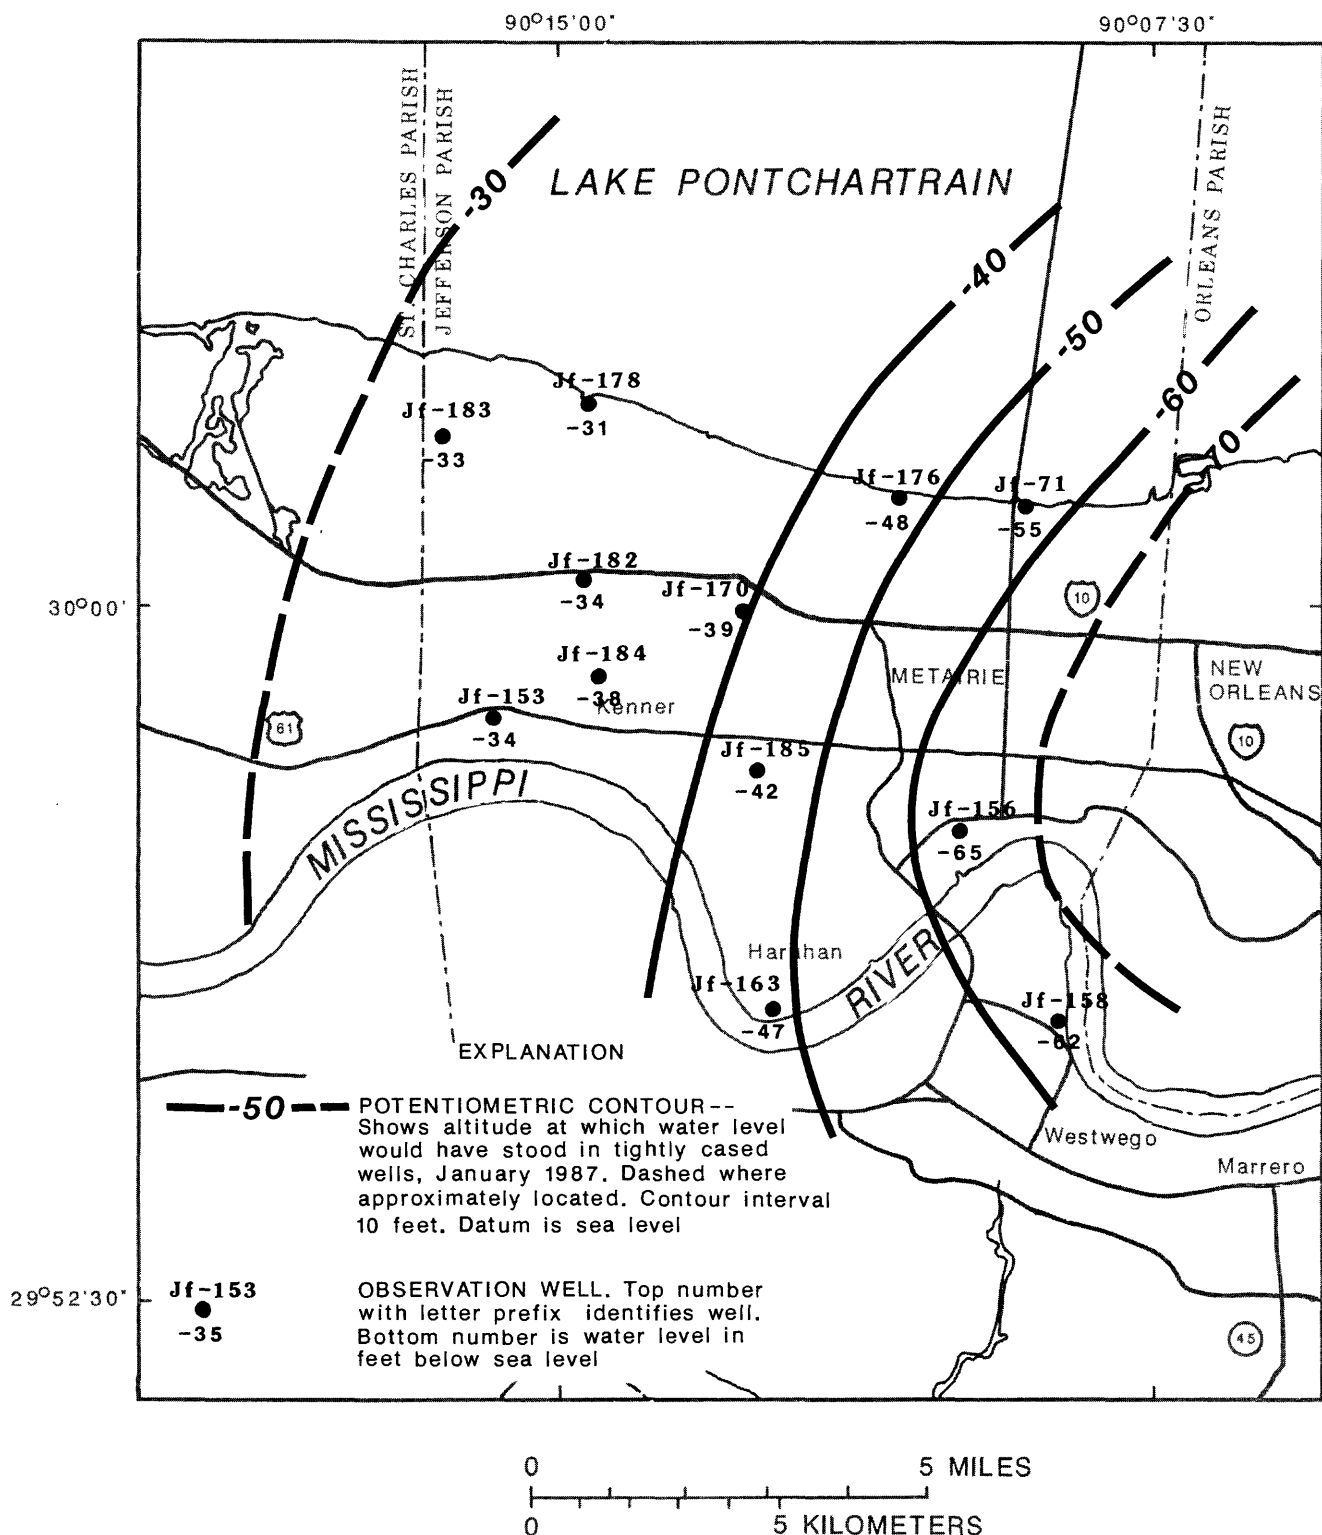 90°15'00"
90°07'30"
ST. CHARLES PARISH
JEFFERSON PARISH
ORLEANS PARISH
-30
LAKE PONTCHARTRAIN
-40
-50
-60
Jf-178
-31
Jf-183
-33
Jf-176
-48
Jf-71
-55
Jf-182
-34
Jf-170
-39
10
30°00'
Jf-184
-38
Kenner
METAIRIE
NEW
ORLEANS
Jf-153
-34
61
10
Jf-185
-42
MISSISSIPPI
Jf-156
-65
Harahan
RIVER
Jf-163
-47
Jf-158
-62
EXPLANATION
-50
POTENTIOMETRIC CONTOUR--
Shows altitude at which water level
would have stood in tightly cased
wells, January 1987. Dashed where
approximately located. Contour interval
10 feet. Datum is sea level
Westwego
Marrero
29°52'30"
Jf-153
-35
OBSERVATION WELL. Top number
with letter prefix identifies well.
Bottom number is water level in
feet below sea level
45
0
5 MILES
0
5 KILOMETERS